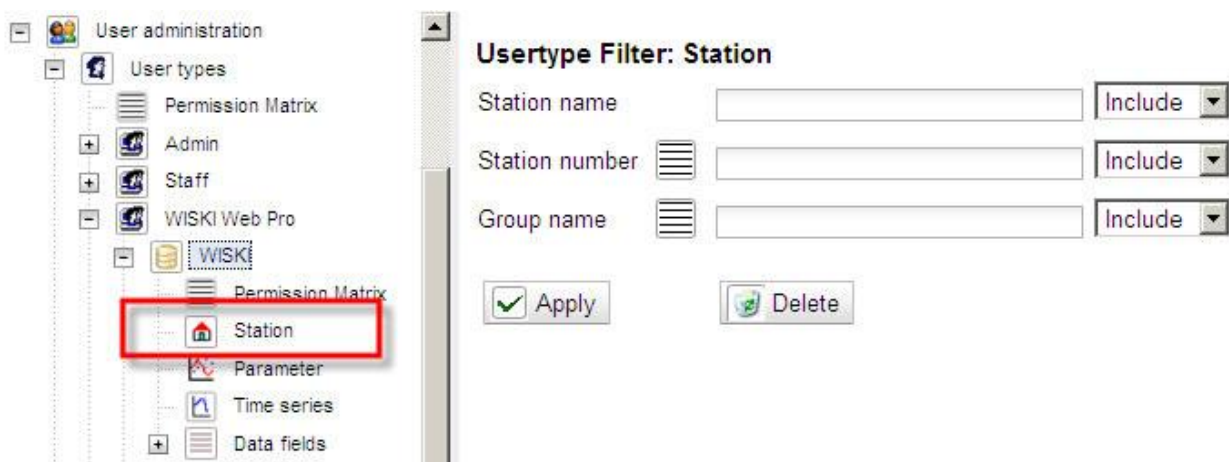 User administration
User types
Permission Matrix
Admin
Staff
WISKI Web Pro
WISKI
Permission Matrix
Station
Parameter
Time series
Data fields
Usertype Filter: Station
Station name Include
Station number Include
Group name Include
Apply Delete